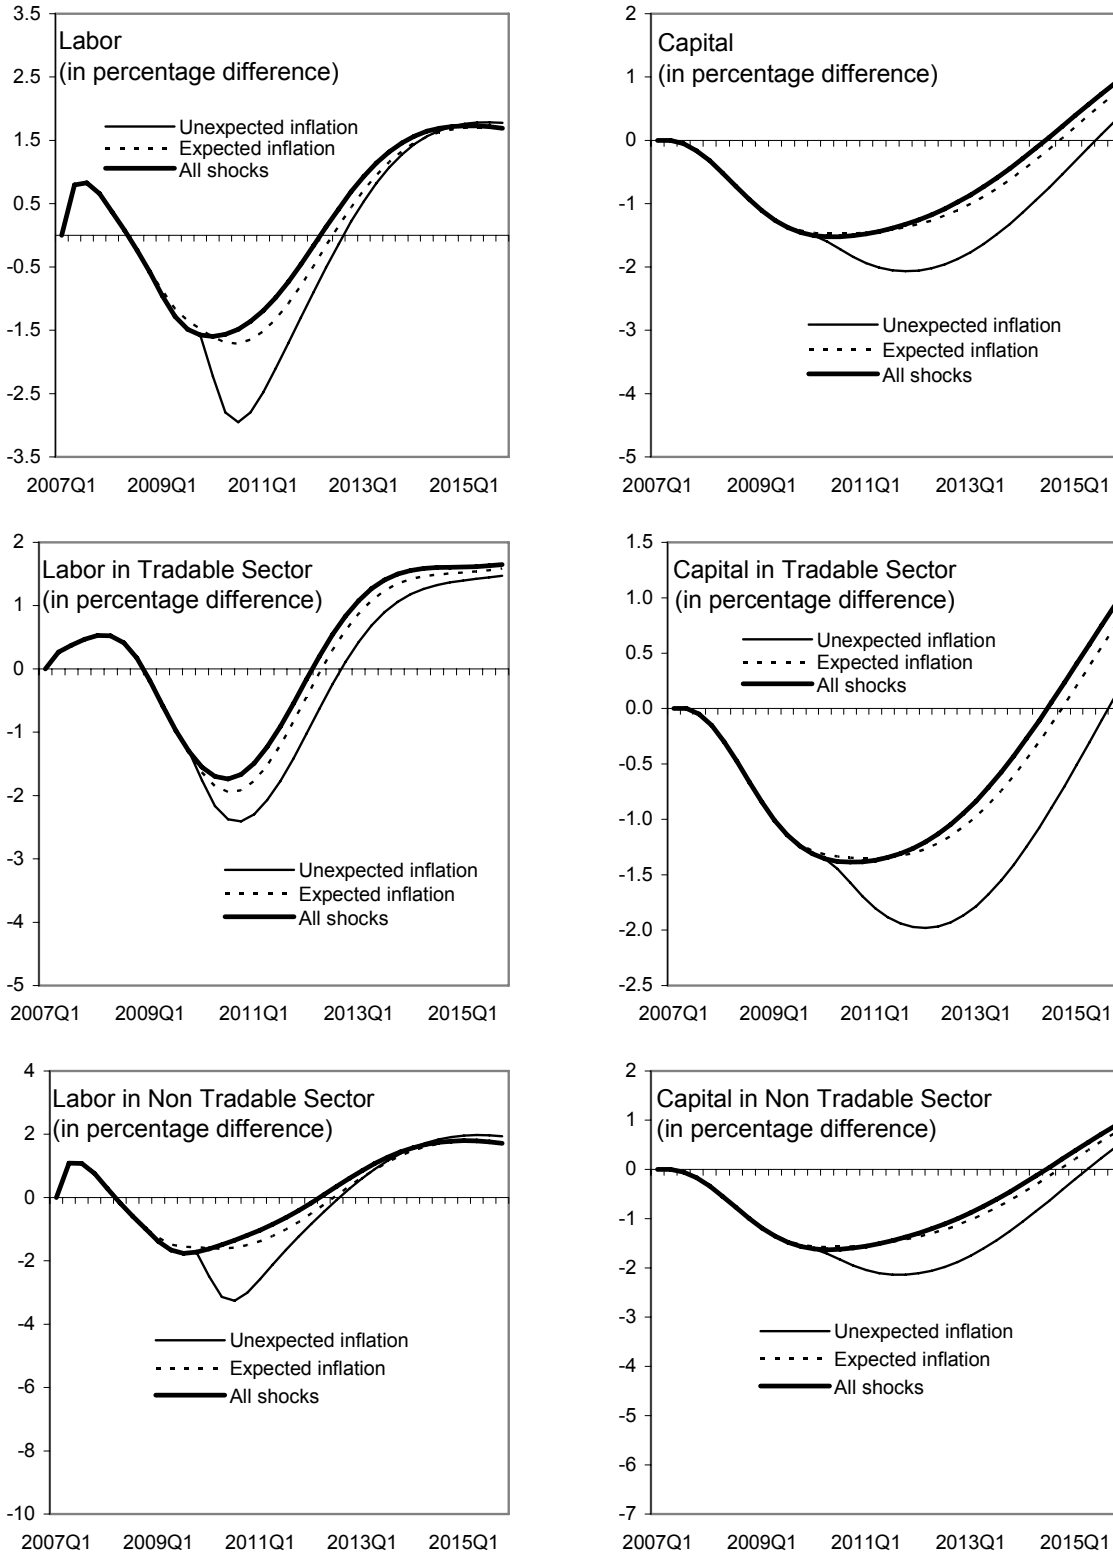 Labor
(in percentage difference)
3.5
2.5
1.5
0.5
-0.5
-1.5
-2.5
-3.5
Unexpected inflation
Expected inflation
All shocks
2007Q1 2009Q1 2011Q1 2013Q1 2015Q1
Capital
(in percentage difference)
2
1
0
-1
-2
-3
-4
-5
Unexpected inflation
Expected inflation
All shocks
2007Q1 2009Q1 2011Q1 2013Q1 2015Q1
Labor in Tradable Sector
(in percentage difference)
2
1
0
-1
-2
-3
-4
-5
Unexpected inflation
Expected inflation
All shocks
2007Q1 2009Q1 2011Q1 2013Q1 2015Q1
Capital in Tradable Sector
(in percentage difference)
1.5
1.0
0.5
0.0
-0.5
-1.0
-1.5
-2.0
-2.5
Unexpected inflation
Expected inflation
All shocks
2007Q1 2009Q1 2011Q1 2013Q1 2015Q1
Labor in Non Tradable Sector
(in percentage difference)
4
2
0
-2
-4
-6
-8
-10
Unexpected inflation
Expected inflation
All shocks
2007Q1 2009Q1 2011Q1 2013Q1 2015Q1
Capital in Non Tradable Sector
(in percentage difference)
2
1
0
-1
-2
-3
-4
-5
-6
-7
Unexpected inflation
Expected inflation
All shocks
2007Q1 2009Q1 2011Q1 2013Q1 2015Q1